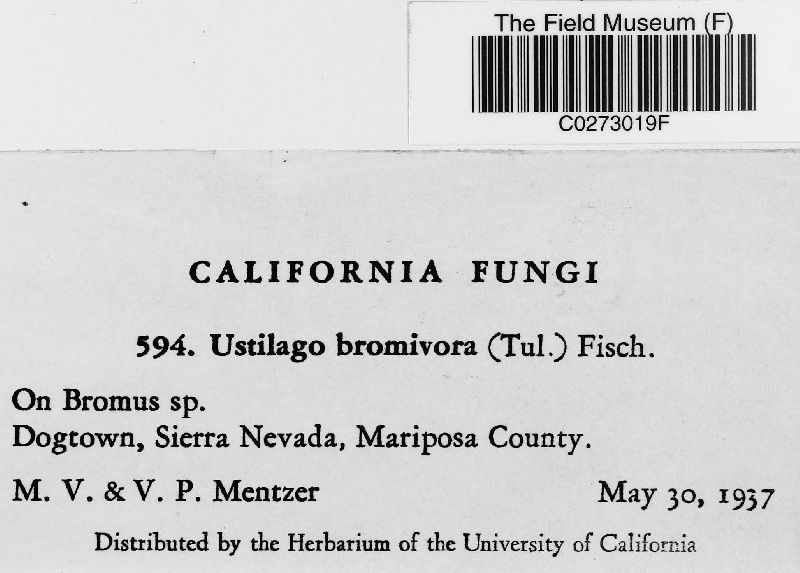 The Field Museum (F)
C0273019F
CALIFORNIA FUNGI
594. Ustilago bromivora (Tul.) Fisch.
On Bromus sp.
Dogtown, Sierra Nevada, Mariposa County.
M. V. & V. P. Mentzer May 30, 1937
Distributed by the Herbarium of the University of California